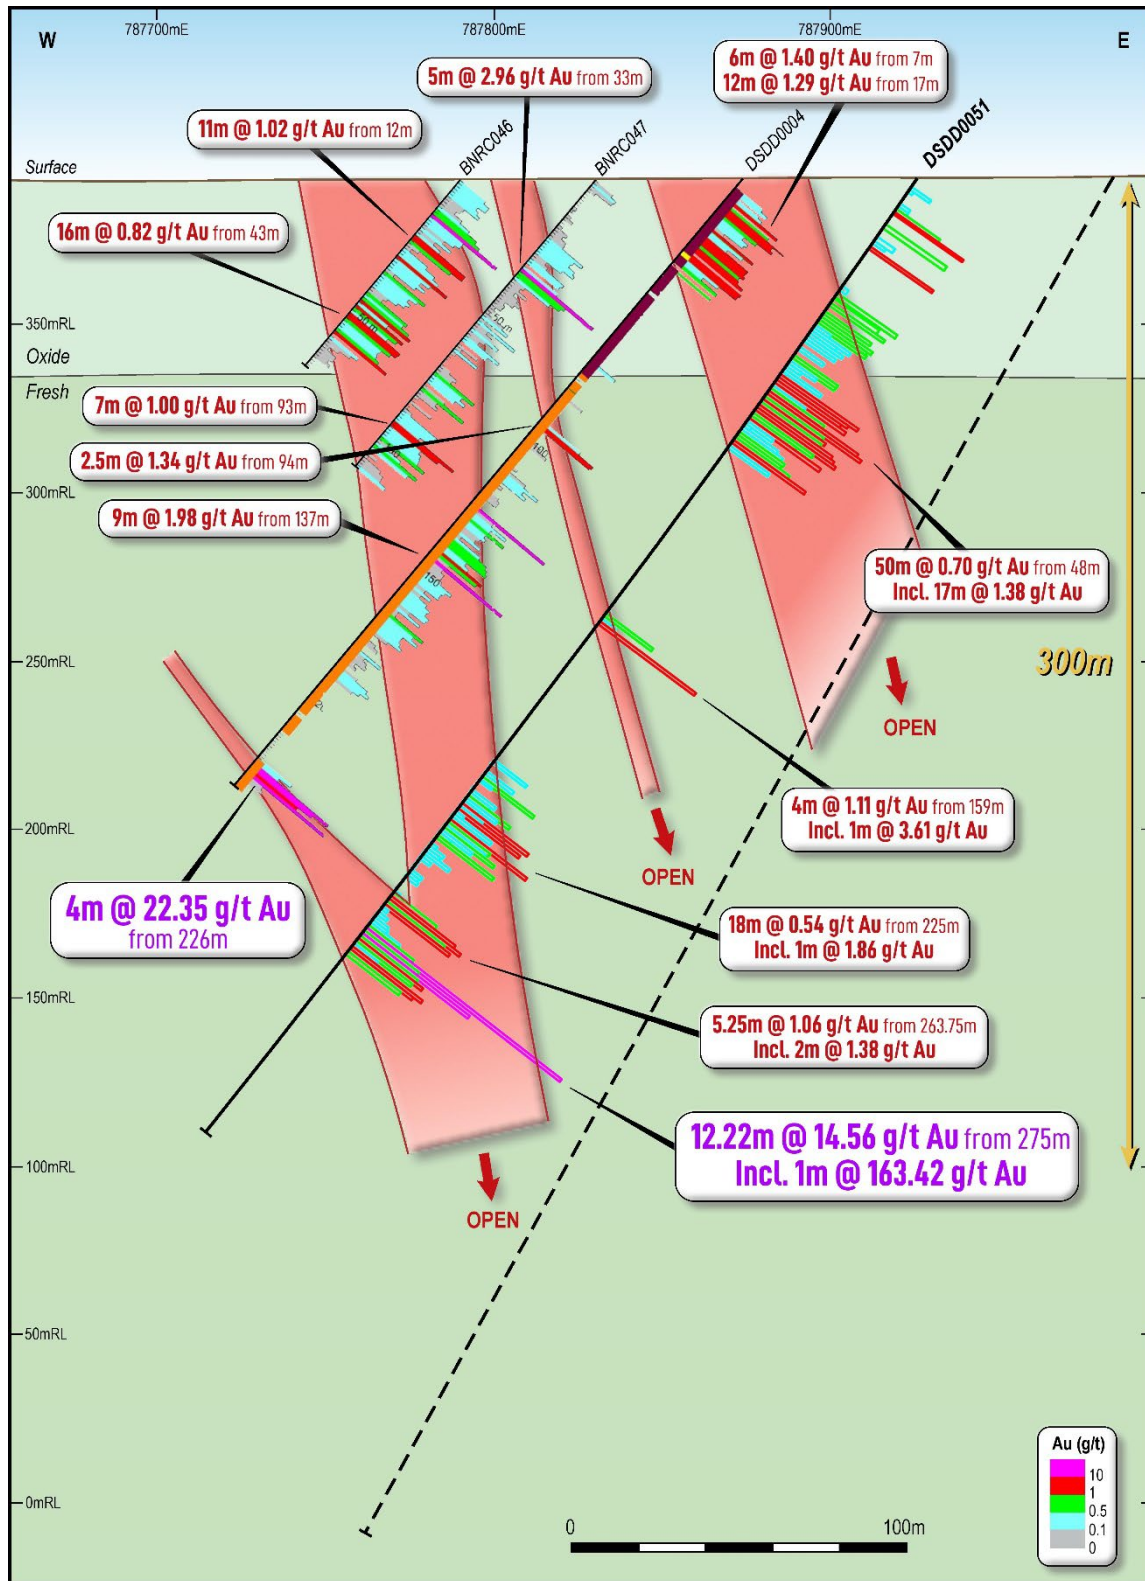 787700mE
787800mE
787900mE
W
E
5m @ 2.96 g/t Au from 33m
6m @ 1.40 g/t Au from 7m
12m @ 1.29 g/t Au from 17m
11m @ 1.02 g/t Au from 12m
BNRC046
BNRC047
DSDD0004
DSDD0051
Surface
16m @ 0.82 g/t Au from 43m
350mRL
Oxide
Fresh
50 m
50 m
7m @ 1.00 g/t Au from 93m
2.5m @ 1.34 g/t Au from 94m
100
300mRL
9m @ 1.98 g/t Au from 137m
150
50m @ 0.70 g/t Au from 48m
Incl. 17m @ 1.38 g/t Au
250mRL
300m
OPEN
4m @ 1.11 g/t Au from 159m
Incl. 1m @ 3.61 g/t Au
200mRL
OPEN
4m @ 22.35 g/t Au
from 226m
18m @ 0.54 g/t Au from 225m
Incl. 1m @ 1.86 g/t Au
150mRL
5.25m @ 1.06 g/t Au from 263.75m
Incl. 2m @ 1.38 g/t Au
12.22m @ 14.56 g/t Au from 275m
Incl. 1m @ 163.42 g/t Au
100mRL
OPEN
50mRL
0mRL
0
100m
Au (g/t)
10
1
0.5
0.1
0